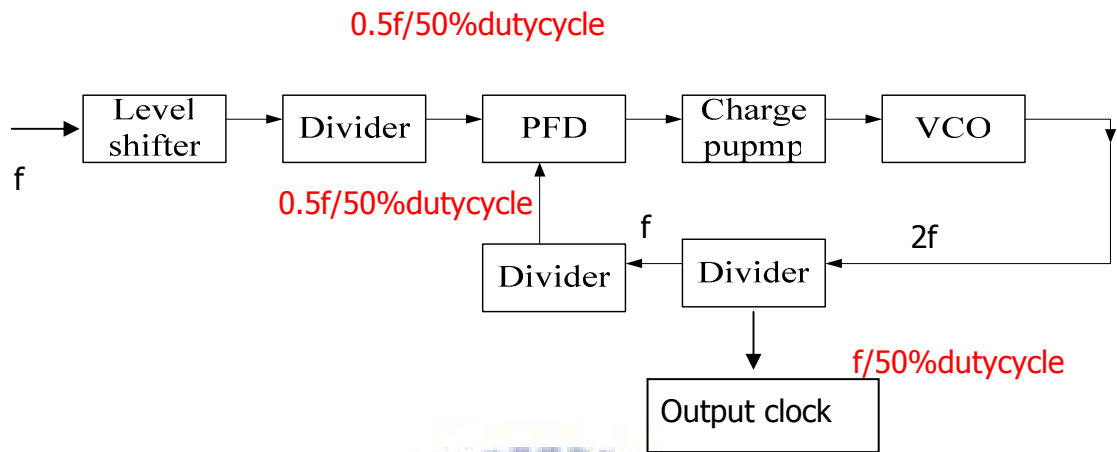 0.5f/50%dutycycle
Level
shifter
Divider
PFD
Charge
pupmp
VCO
f
0.5f/50%dutycycle
f
2f
Divider
Divider
f/50%dutycycle
Output clock